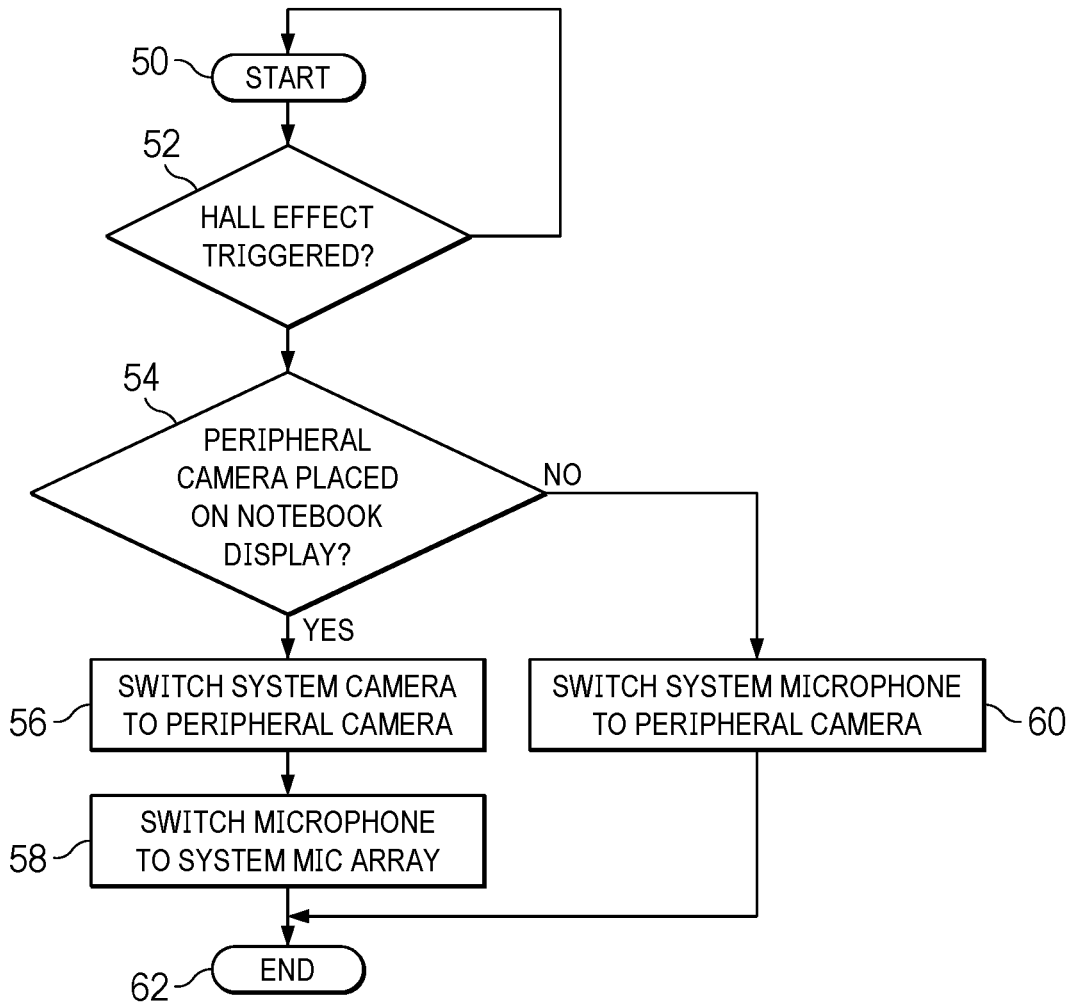 50
START
52
HALL EFFECT
TRIGGERED?
54
PERIPHERAL
CAMERA PLACED
ON NOTEBOOK
DISPLAY?
NO
YES
56
SWITCH SYSTEM CAMERA
TO PERIPHERAL CAMERA
SWITCH SYSTEM MICROPHONE
TO PERIPHERAL CAMERA
60
58
SWITCH MICROPHONE
TO SYSTEM MIC ARRAY
62
END